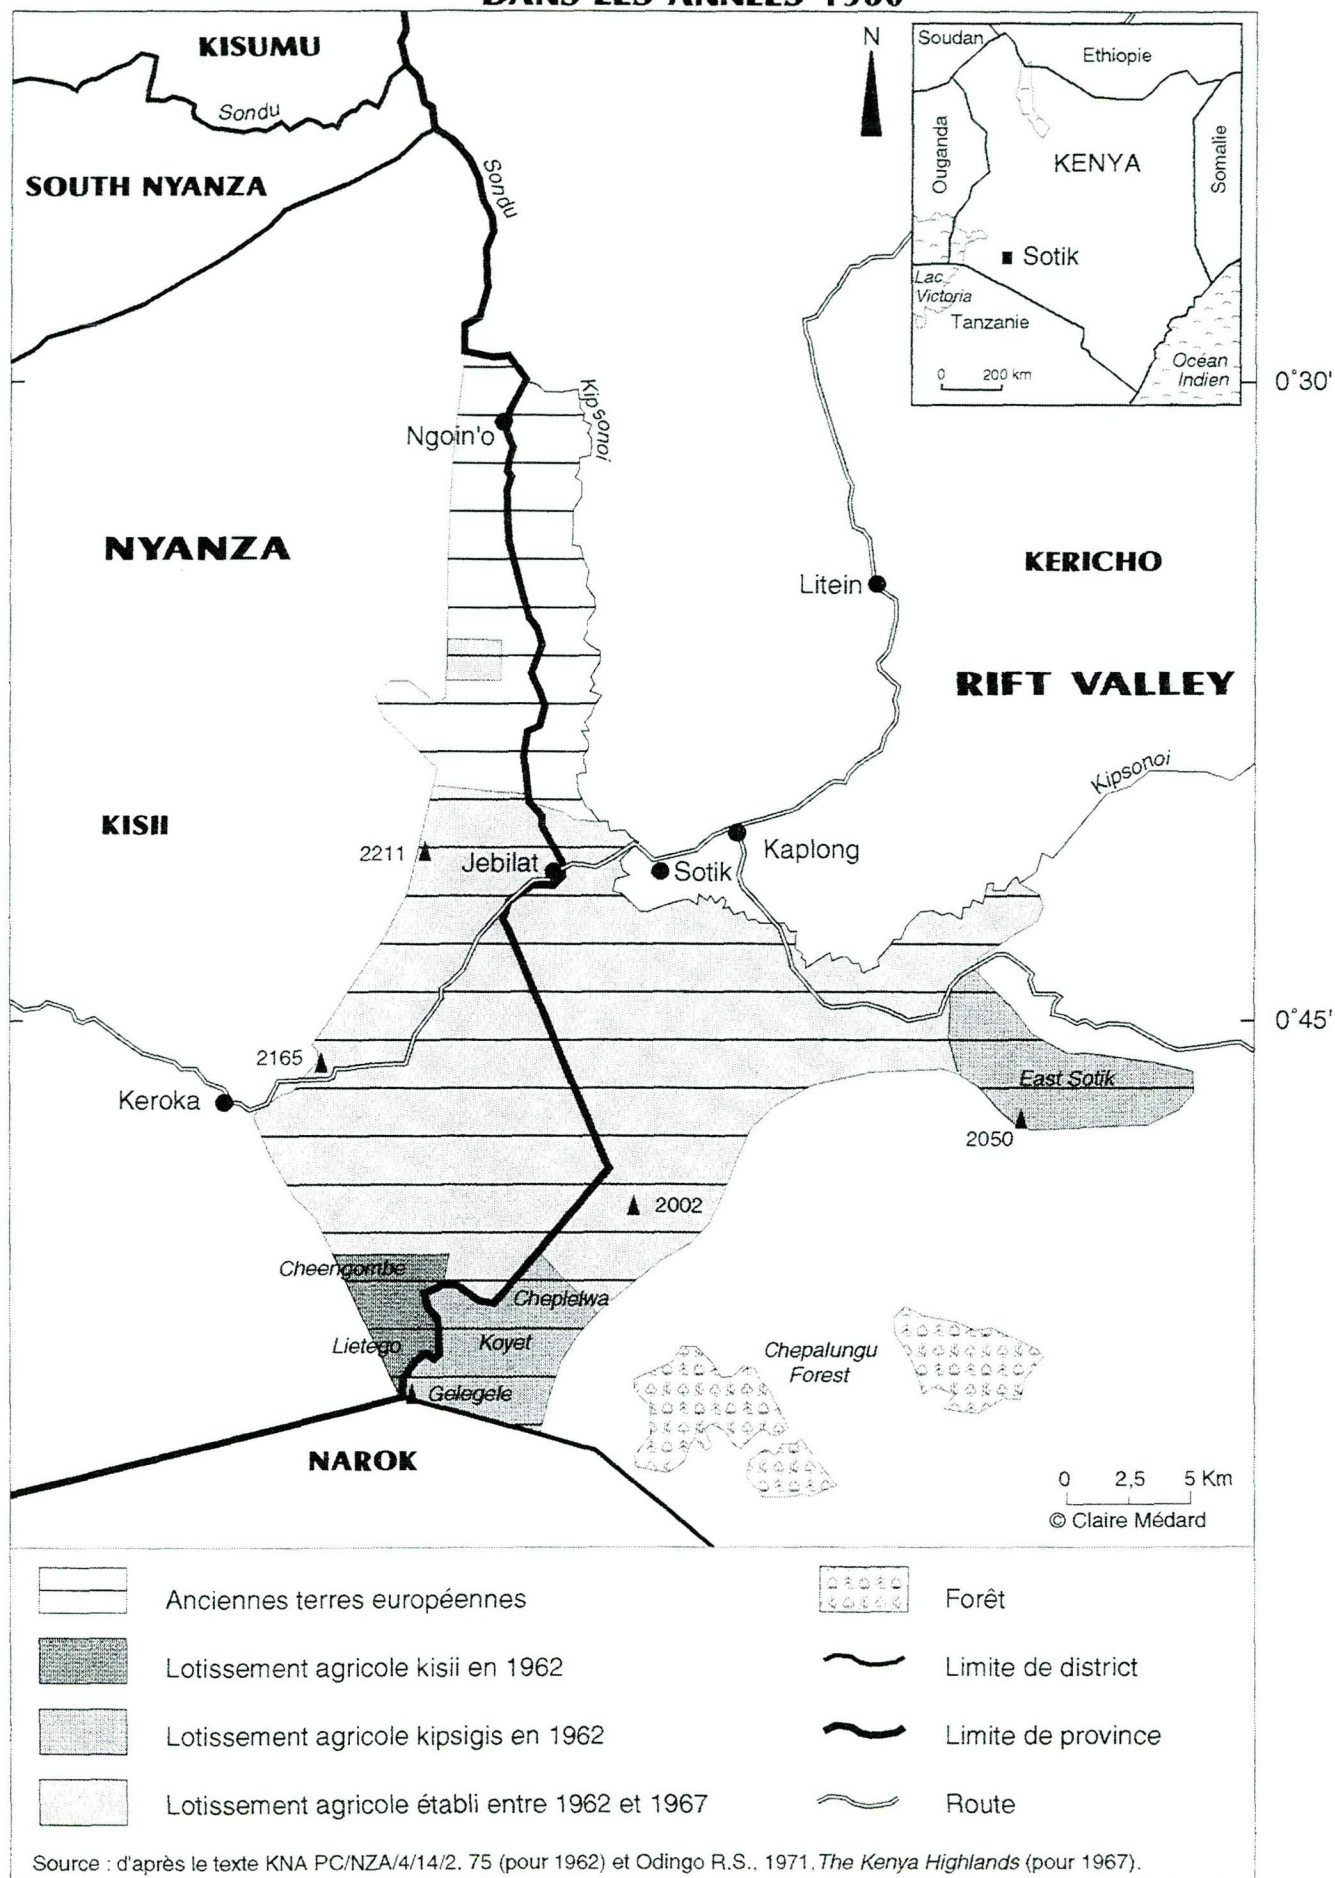 DANS LES ANNÉES 1960
KISUMU
Sondu
SOUTH NYANZA
Sondu
N
Soudan
Ethiopie
Ouganda
KENYA
Somalie
Sotik
Lac
Victoria
Tanzanie
Océan
Indien
0 200 km
0°30'
Kipsonoi
Ngoin'o
NYANZA
KERICHO
Litein
RIFT VALLEY
Kipsonoi
KISII
2211
Jebilat
Sotik
Kaplong
0°45'
2165
Keroka
East Sotik
2050
2002
Cheengombe
Cheplelwa
Lietego
Koyet
Gelegele
Chepalungu
Forest
NAROK
0 2,5 5 Km
© Claire Médard
Anciennes terres européennes
Forêt
Lotissement agricole kisii en 1962
Limite de district
Lotissement agricole kipsigis en 1962
Limite de province
Lotissement agricole établi entre 1962 et 1967
Route
Source : d'après le texte KNA PC/NZA/4/14/2. 75 (pour 1962) et Odingo R.S., 1971, The Kenya Highlands (pour 1967).